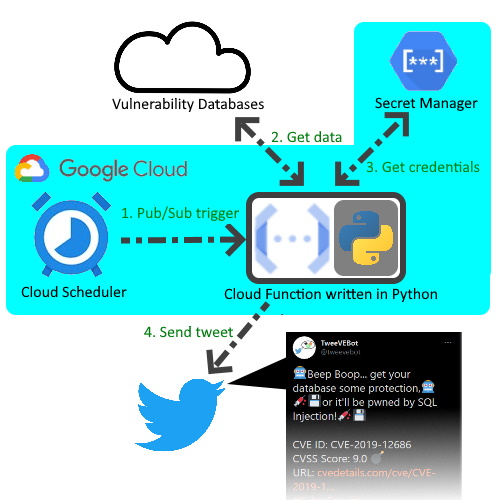 Vulnerability Databases
[***]
Secret Manager
2. Get data
3. Get credentials
Google Cloud
1. Pub/Sub trigger
Cloud Scheduler
Cloud Function written in Python
4. Send tweet
TweeVEBot
@tweevebot
Beep Boop... get your
database some protection,
or it'll be pwned by SQL
Injection!
CVE ID: CVE-2019-12686
CVSS Score: 9.0
URL: cvedetails.com/cve/CVE-
2019-1...